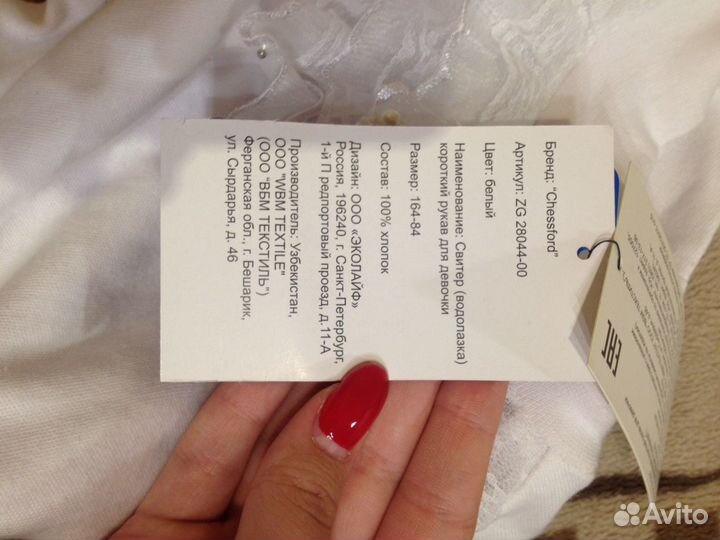 Бренд: "Chessford"
Артикул: ZG 28044-00
Цвет: белый
Наименование: Свитер (водолазка)
короткий рукав для девочки
Размер: 164-84
Состав: 100% хлопок
Дизайн: ООО «ЭКОЛАЙФ»
Россия, 196240, г. Санкт-Петербург,
1-й П редпортовый проезд, д.11-А
Производитель: Узбекистан,
ООО "WBM TEXTILE"
(ООО "ВБМ ТЕКСТИЛЬ")
Ферганская обл., г. Бешарик,
ул. Сырдарья, д. 46
EAC
Avito